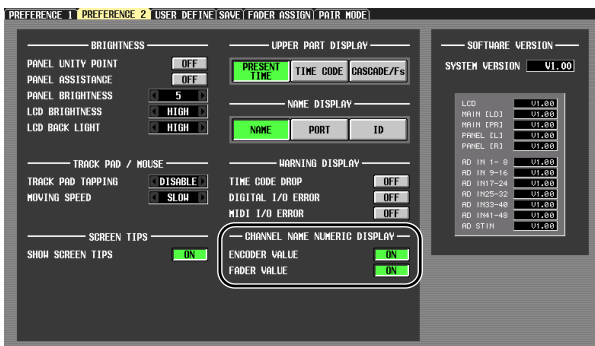 PREFERENCE 1 PREFERENCE 2 USER DEFINE SAVE FADER ASSIGN PAIR MODE
BRIGHTNESS
PANEL UNITY POINT OFF
PANEL ASSISTANCE OFF
PANEL BRIGHTNESS 5
LCD BRIGHTNESS HIGH
LCD BACK LIGHT HIGH
TRACK PAD / MOUSE
TRACK PAD TAPPING DISABLE
MOVING SPEED SLOW
SCREEN TIPS
SHOW SCREEN TIPS ON
UPPER PART DISPLAY
PRESENT TIME TIME CODE CASCADE/Fs
NAME DISPLAY
NAME PORT ID
WARNING DISPLAY
TIME CODE DROP OFF
DIGITAL I/O ERROR OFF
MIDI I/O ERROR OFF
CHANNEL NAME NUMERIC DISPLAY
ENCODER VALUE ON
FADER VALUE ON
SOFTWARE VERSION
SYSTEM VERSION V1.00
LCD V1.00
MAIN [LD] V1.00
MAIN [PR] V1.00
PANEL [L] V1.00
PANEL [R] V1.00
AD IN 1- 8 V1.00
AD IN 9-16 V1.00
AD IN17-24 V1.00
AD IN25-32 V1.00
AD IN33-40 V1.00
AD IN41-48 V1.00
AD STIN V1.00